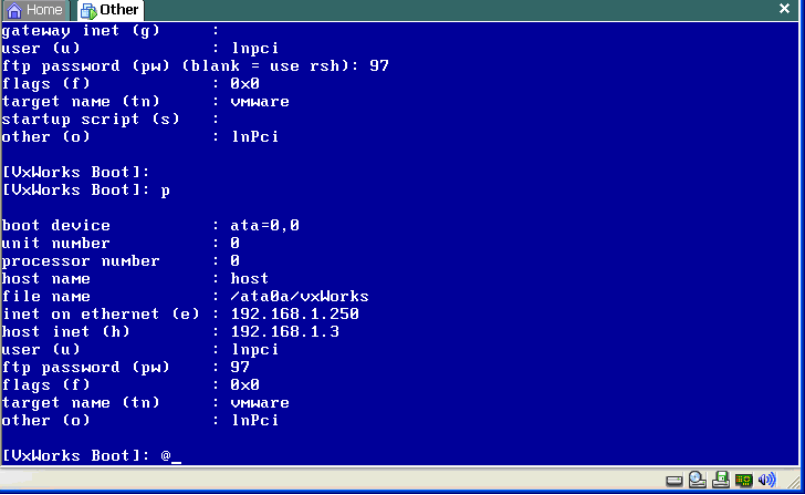 Home Other
gateway inet (g)     :
user (u)             : lnpci
ftp password (pw) (blank = use rsh): 97
flags (f)            : 0x0
target name (tn)     : vmware
startup script (s)   :
other (o)            : lnPci
[VxWorks Boot]:
[VxWorks Boot]: p
boot device          : ata=0,0
unit number          : 0
processor number     : 0
host name            : host
file name            : /ata0a/vxWorks
inet on ethernet (e) : 192.168.1.250
host inet (h)        : 192.168.1.3
user (u)             : lnpci
ftp password (pw)    : 97
flags (f)            : 0x0
target name (tn)     : vmware
other (o)            : lnPci
[VxWorks Boot]: @_